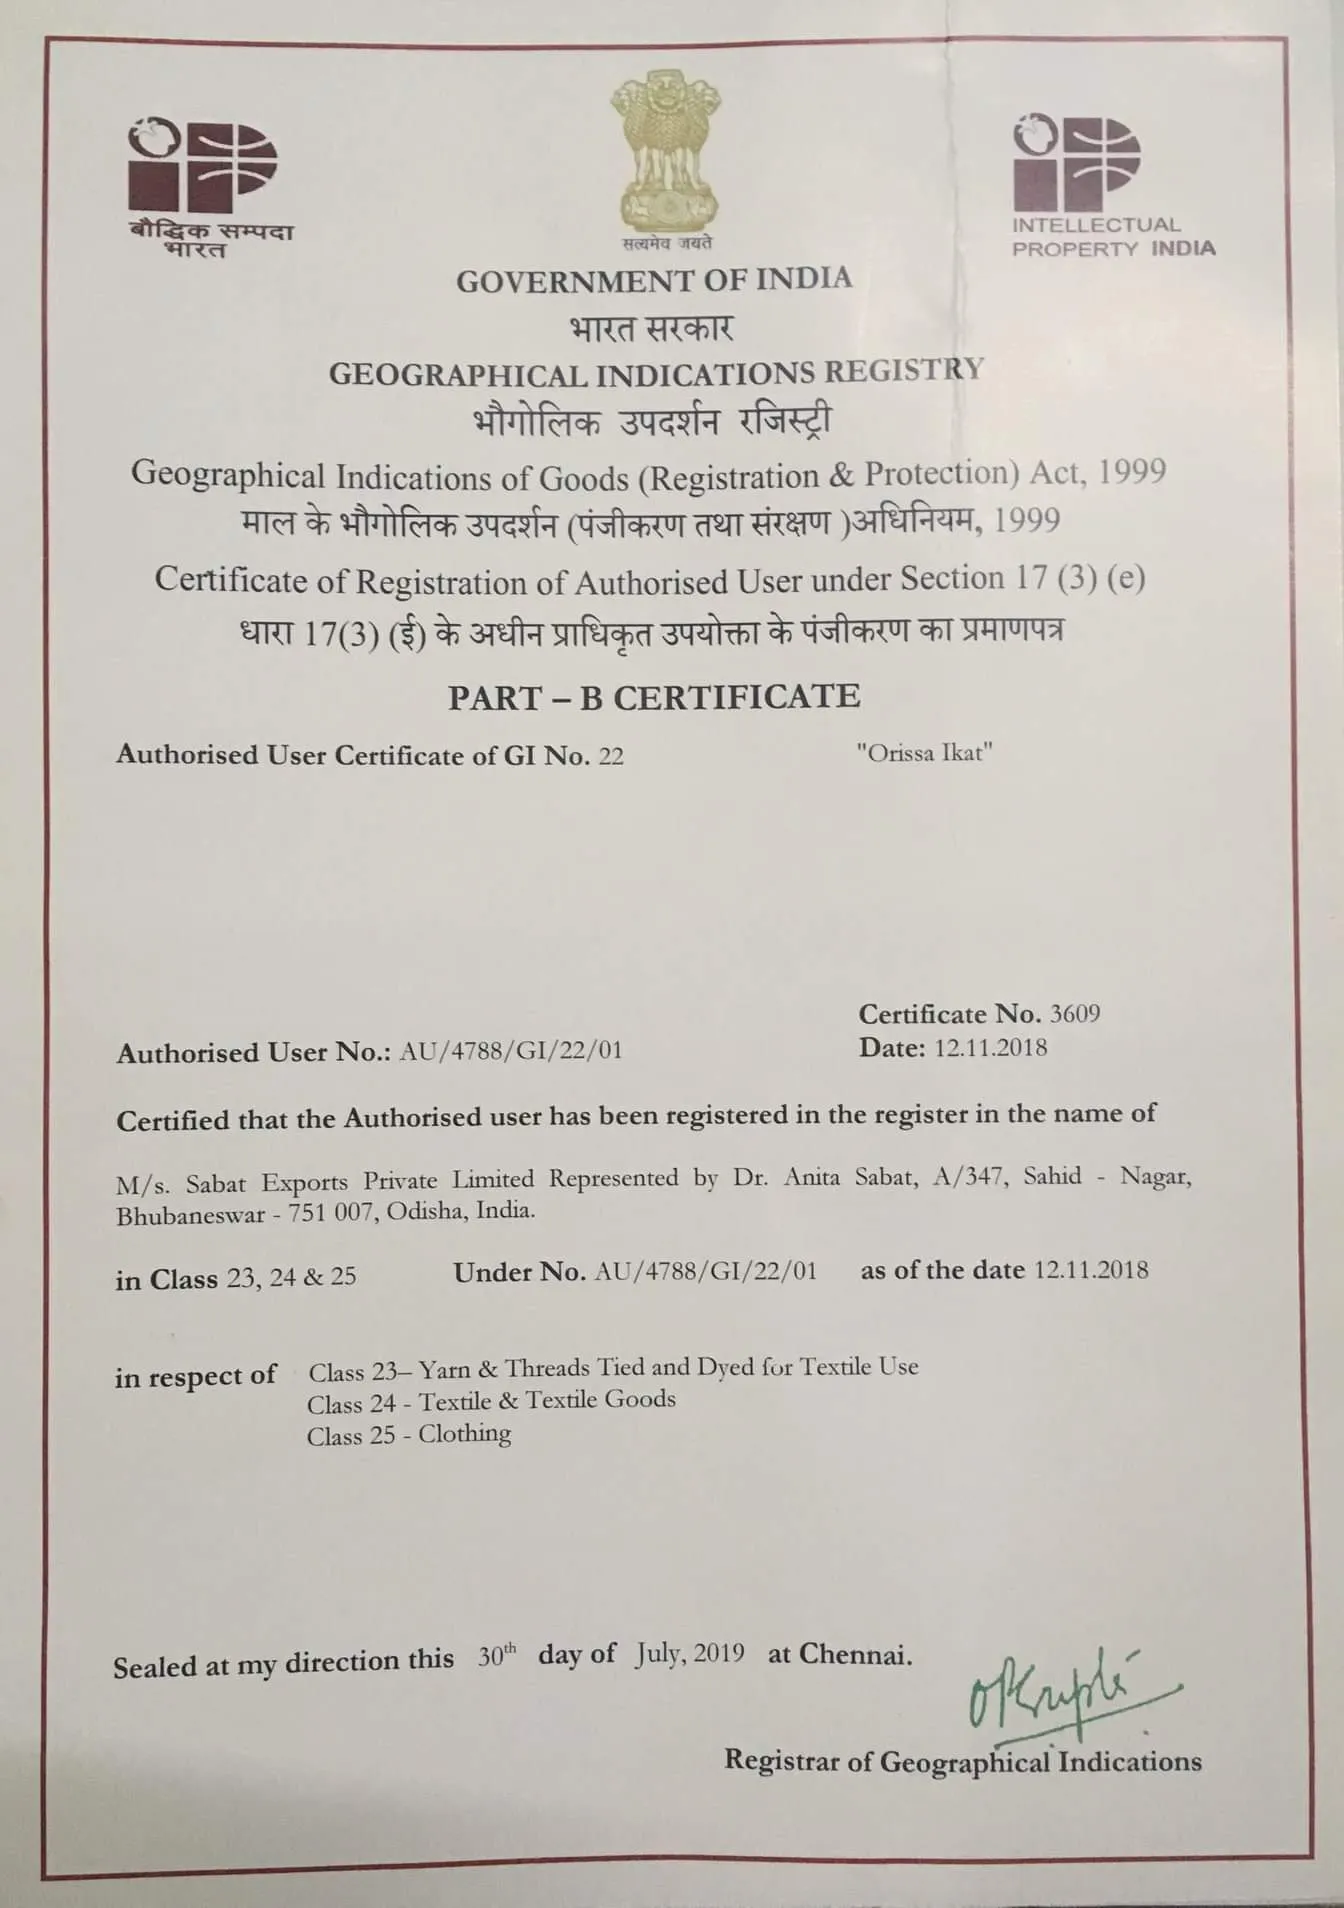 बौद्धिक सम्पदा
भारत
सत्यमेव जयते
INTELLECTUAL
PROPERTY INDIA
GOVERNMENT OF INDIA
भारत सरकार
GEOGRAPHICAL INDICATIONS REGISTRY
भौगोलिक उपदर्शन रजिस्ट्री
Geographical Indications of Goods (Registration & Protection) Act, 1999
माल के भौगोलिक उपदर्शन (पंजीकरण तथा संरक्षण )अधिनियम, 1999
Certificate of Registration of Authorised User under Section 17 (3) (e)
धारा 17(3) (ई) के अधीन प्राधिकृत उपयोक्ता के पंजीकरण का प्रमाणपत्र
PART – B CERTIFICATE
Authorised User Certificate of GI No. 22 "Orissa Ikat"
Certificate No. 3609
Authorised User No.: AU/4788/GI/22/01 Date: 12.11.2018
Certified that the Authorised user has been registered in the register in the name of
M/s. Sabat Exports Private Limited Represented by Dr. Anita Sabat, A/347, Sahid - Nagar,
Bhubaneswar - 751 007, Odisha, India.
in Class 23, 24 & 25 Under No. AU/4788/GI/22/01 as of the date 12.11.2018
in respect of Class 23– Yarn & Threads Tied and Dyed for Textile Use
Class 24 - Textile & Textile Goods
Class 25 - Clothing
Sealed at my direction this 30th day of July, 2019 at Chennai.
Registrar of Geographical Indications